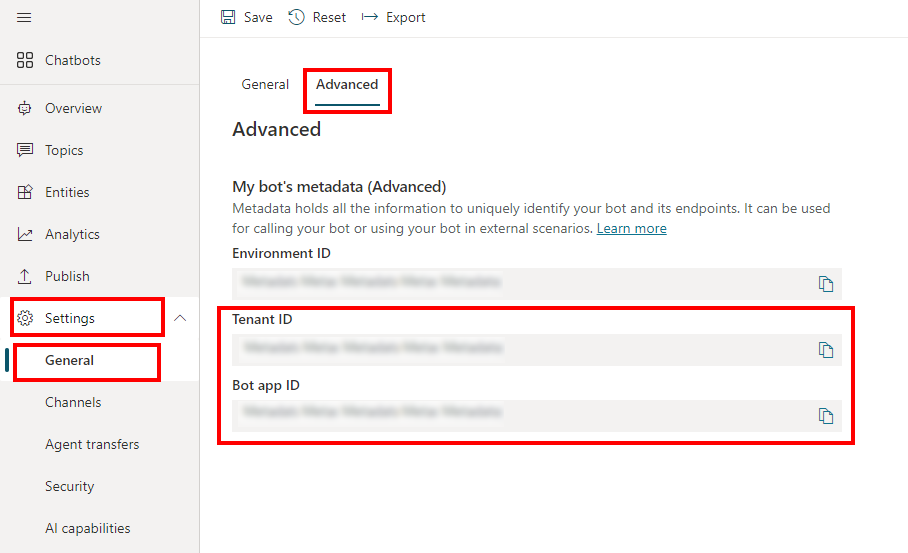 Save Reset Export
Chatbots
Overview
Topics
Entities
Analytics
Publish
Settings
General
Channels
Agent transfers
Security
AI capabilities
General Advanced
Advanced
My bot's metadata (Advanced)
Metadata holds all the information to uniquely identify your bot and its endpoints. It can be used
for calling your bot or using your bot in external scenarios. Learn more
Environment ID
Tenant ID
Bot app ID